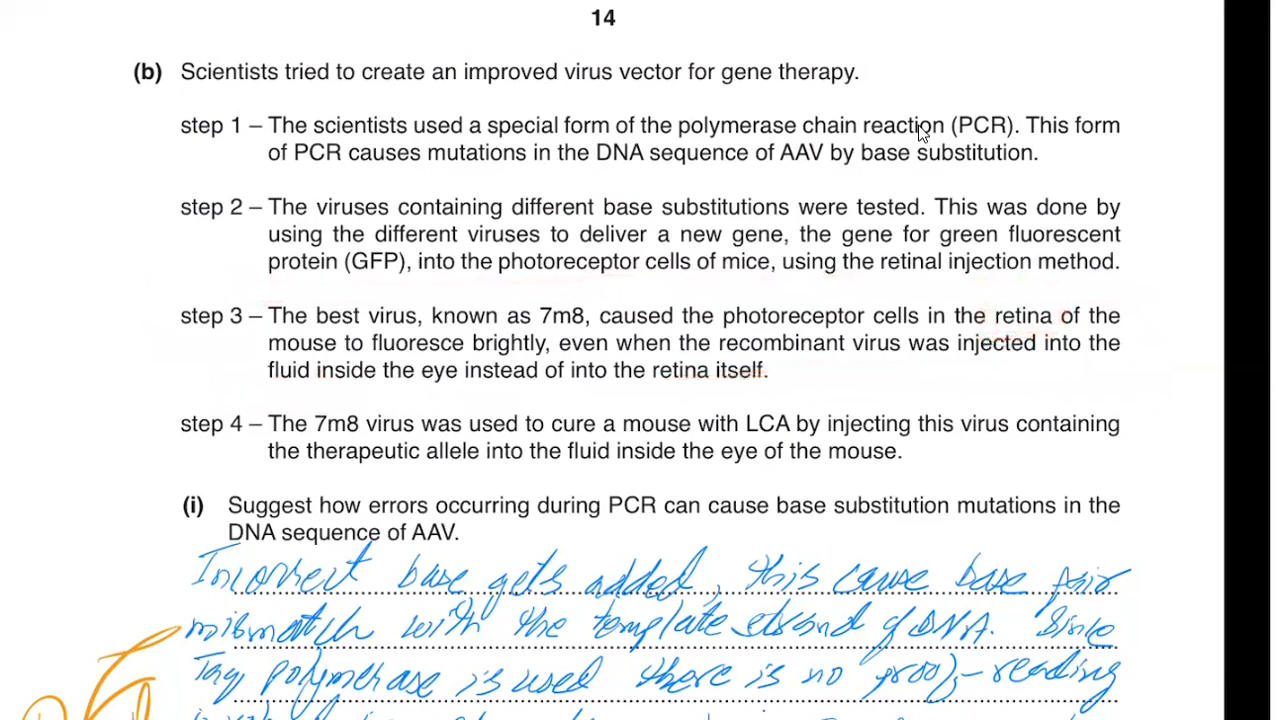 14
(b) Scientists tried to create an improved virus vector for gene therapy.
step 1 – The scientists used a special form of the polymerase chain reaction (PCR). This form
of PCR causes mutations in the DNA sequence of AAV by base substitution.
step 2 – The viruses containing different base substitutions were tested. This was done by
using the different viruses to deliver a new gene, the gene for green fluorescent
protein (GFP), into the photoreceptor cells of mice, using the retinal injection method.
step 3 – The best virus, known as 7m8, caused the photoreceptor cells in the retina of the
mouse to fluoresce brightly, even when the recombinant virus was injected into the
fluid inside the eye instead of into the retina itself.
step 4 – The 7m8 virus was used to cure a mouse with LCA by injecting this virus containing
the therapeutic allele into the fluid inside the eye of the mouse.
(i) Suggest how errors occurring during PCR can cause base substitution mutations in the
DNA sequence of AAV.
Incorrect base gets added, this cause base pair
mismatch with the template strand of DNA. Since
Taq polymerase is used there is no proof-reading